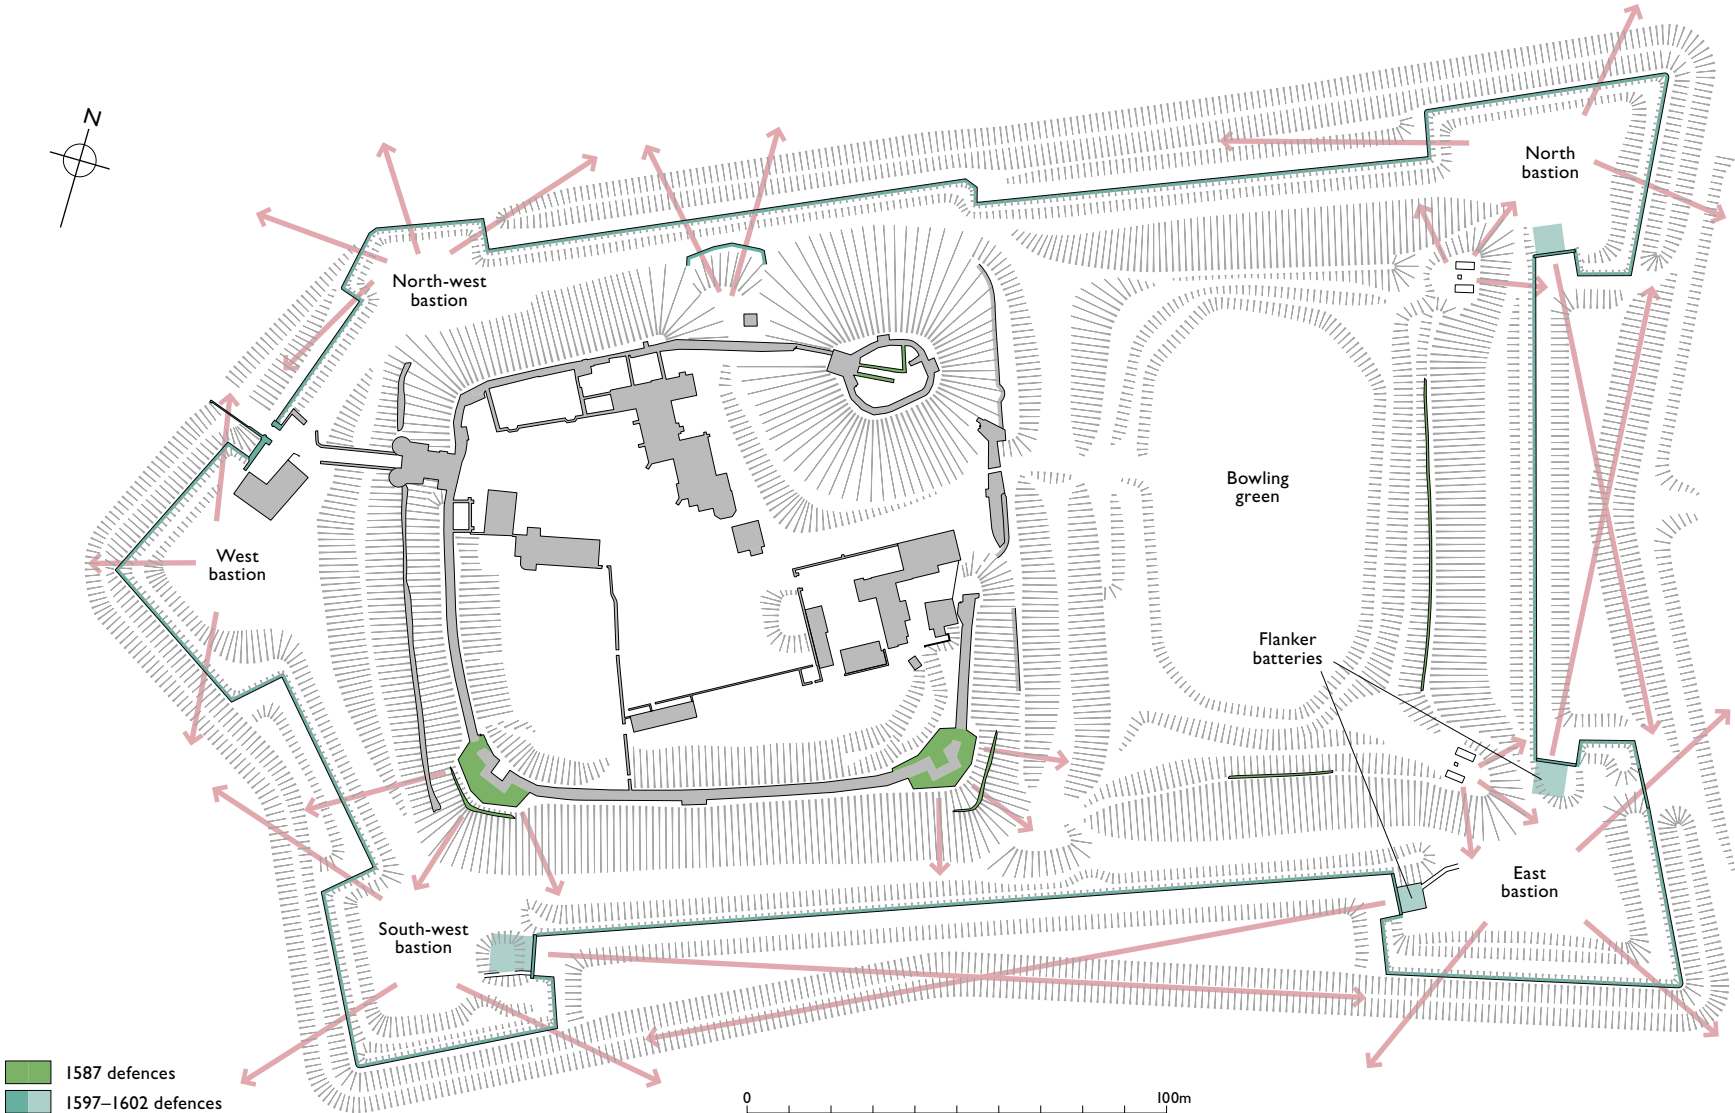 N
North
bastion
North-west
bastion
Bowling
green
West
bastion
Flanker
batteries
East
bastion
South-west
bastion
1587 defences
1597–1602 defences
0
100m